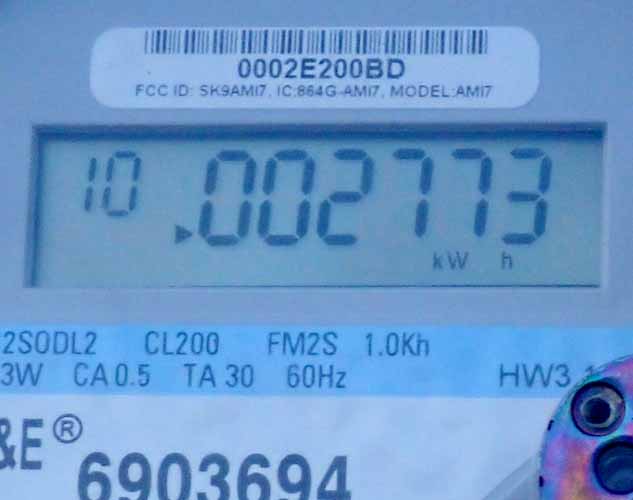 0002E200BD
FCC ID: SK9AMI7, IC:864G-AMI7, MODEL:AMI7
10 002773
kW h
2SODL2 CL200 FM2S 1.0Kh
3W CA 0.5 TA 30 60Hz HW3.1
&E®
6903694